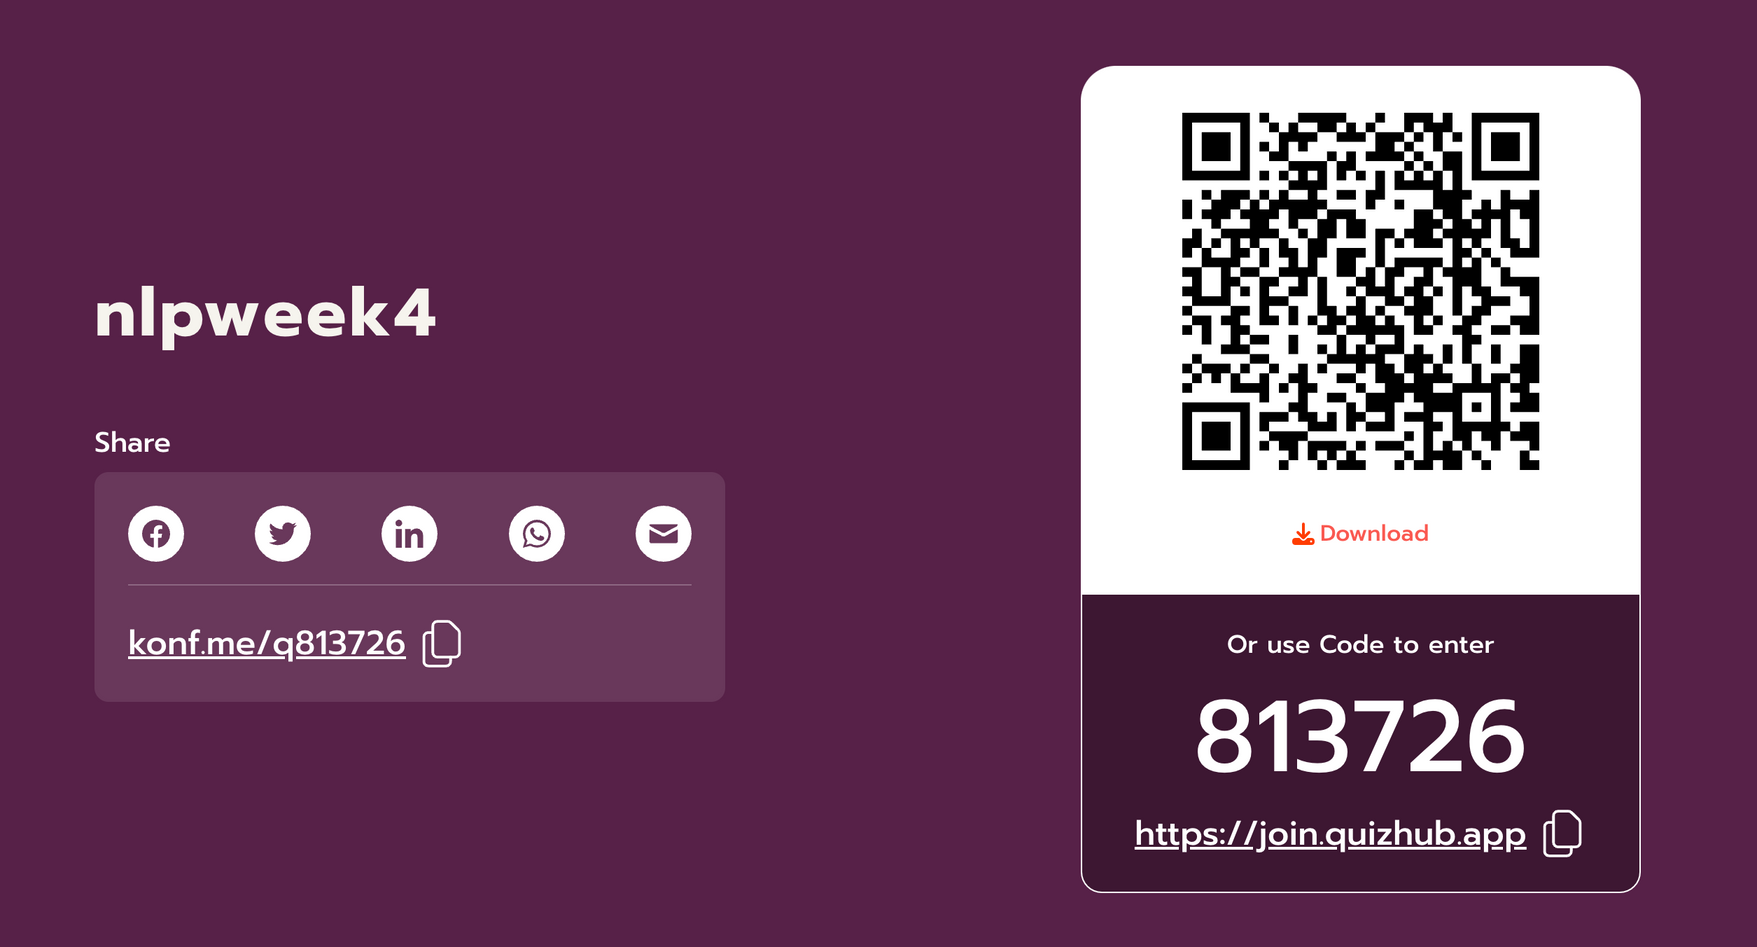 nlpweek4
Share
konf.me/q813726
Download
Or use Code to enter
813726
https://join.quizhub.app